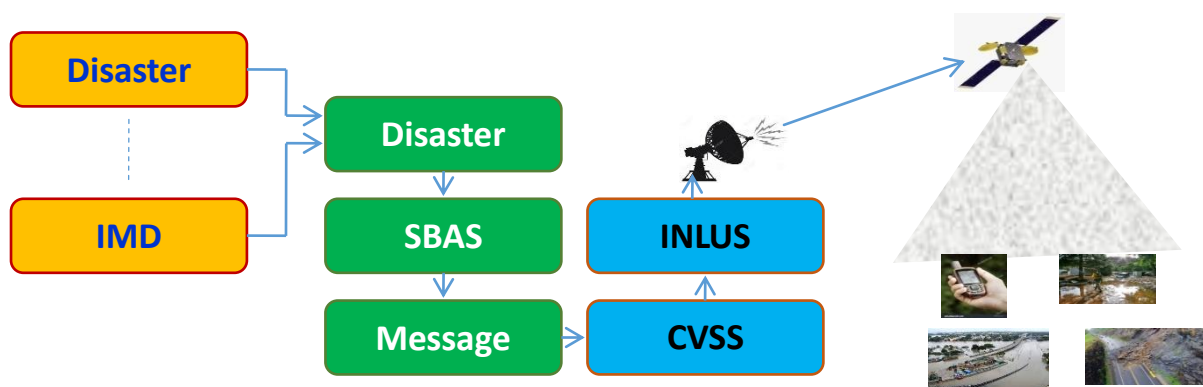 Disaster
IMD
Disaster
SBAS
Message
INLUS
CVSS